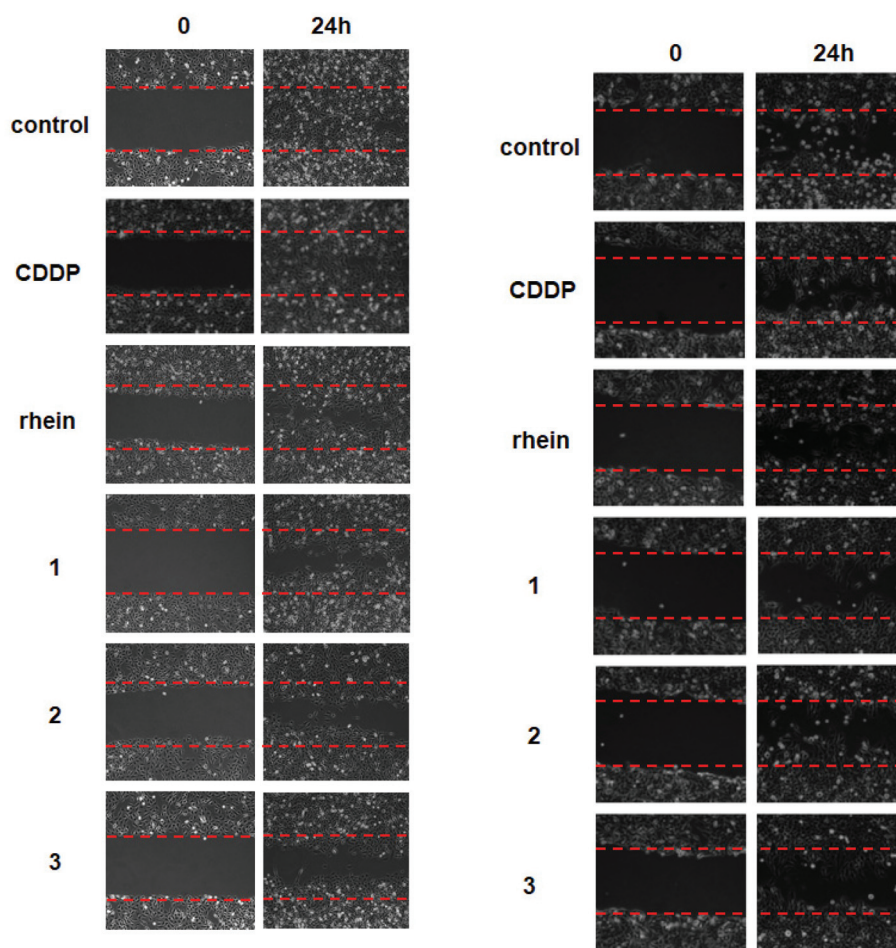 0 24h
control
CDDP
rhein
1
2
3
0 24h
control
CDDP
rhein
1
2
3